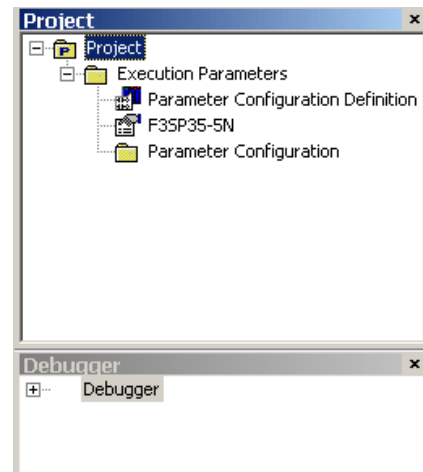 Project
Project
Execution Parameters
Parameter Configuration Definition
F3SP35-5N
Parameter Configuration
Debugger
Debugger